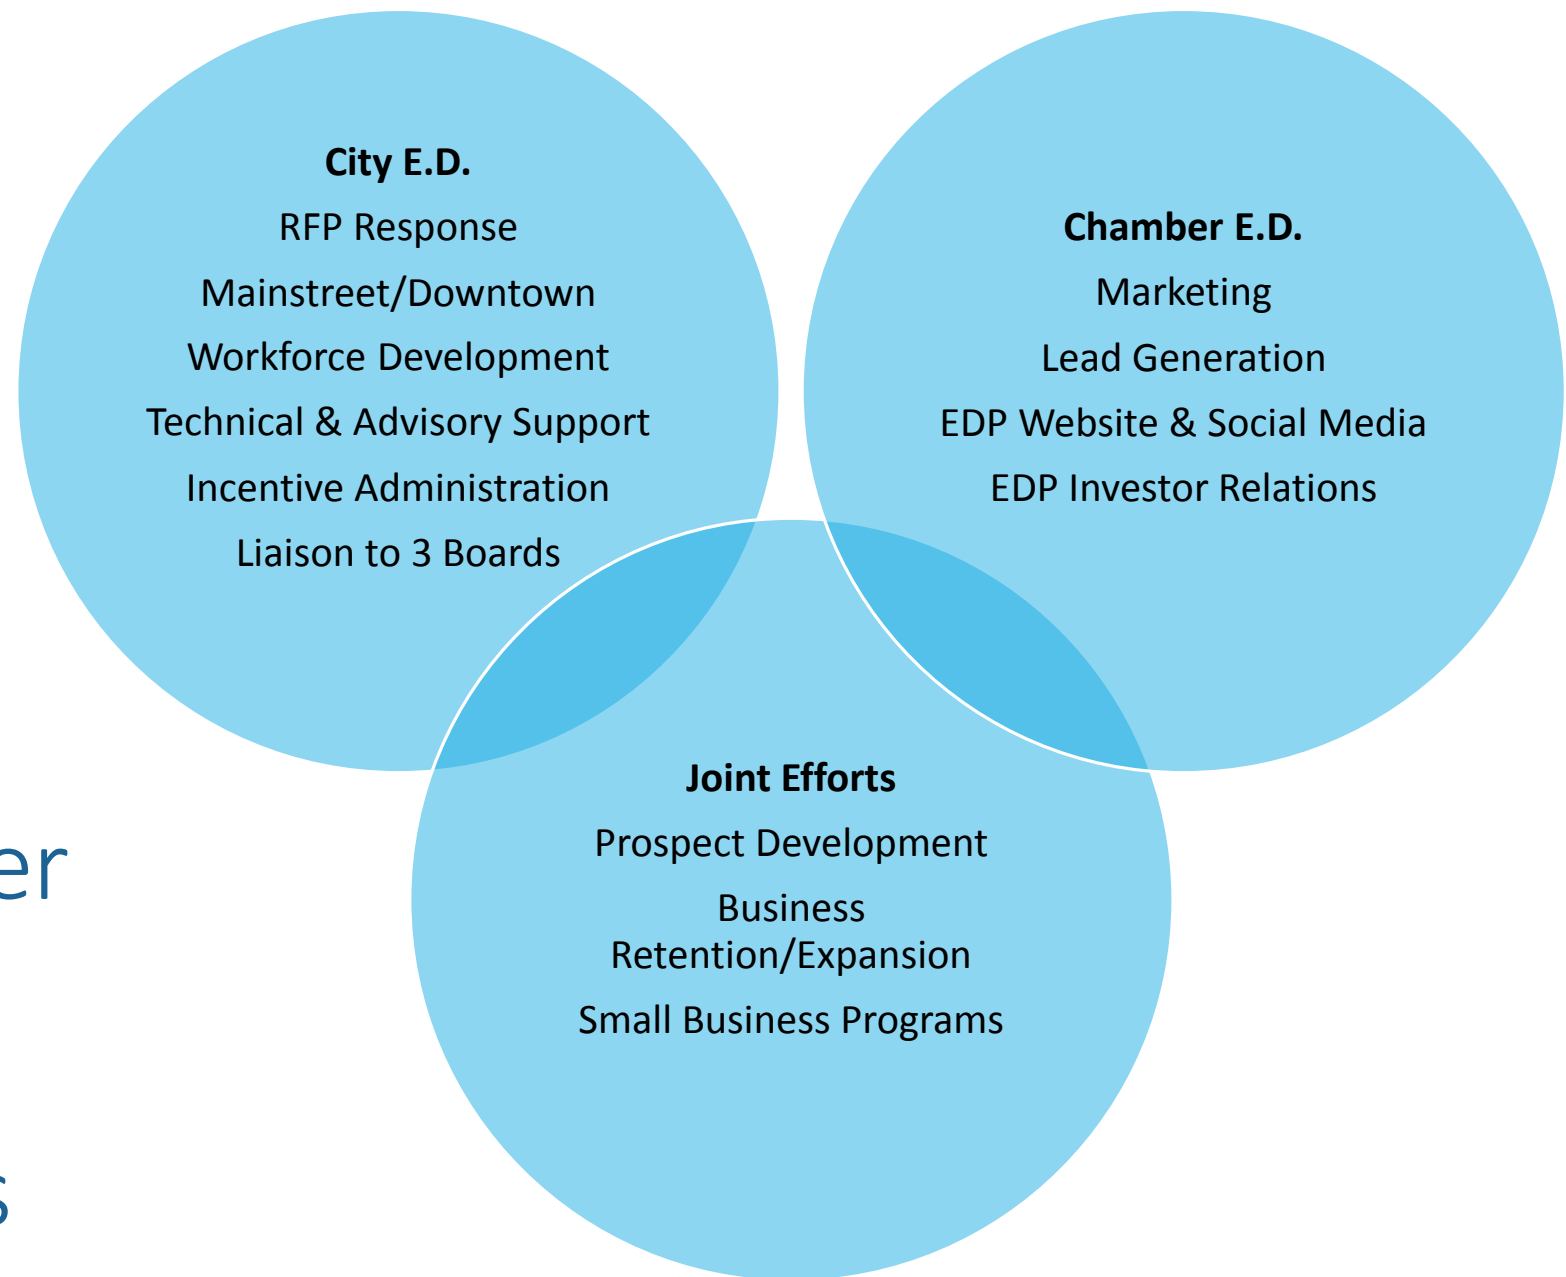 City E.D.
RFP Response
Mainstreet/Downtown
Workforce Development
Technical & Advisory Support
Incentive Administration
Liaison to 3 Boards
Chamber E.D.
Marketing
Lead Generation
EDP Website & Social Media
EDP Investor Relations
Joint Efforts
Prospect Development
Business
Retention/Expansion
Small Business Programs
er
s